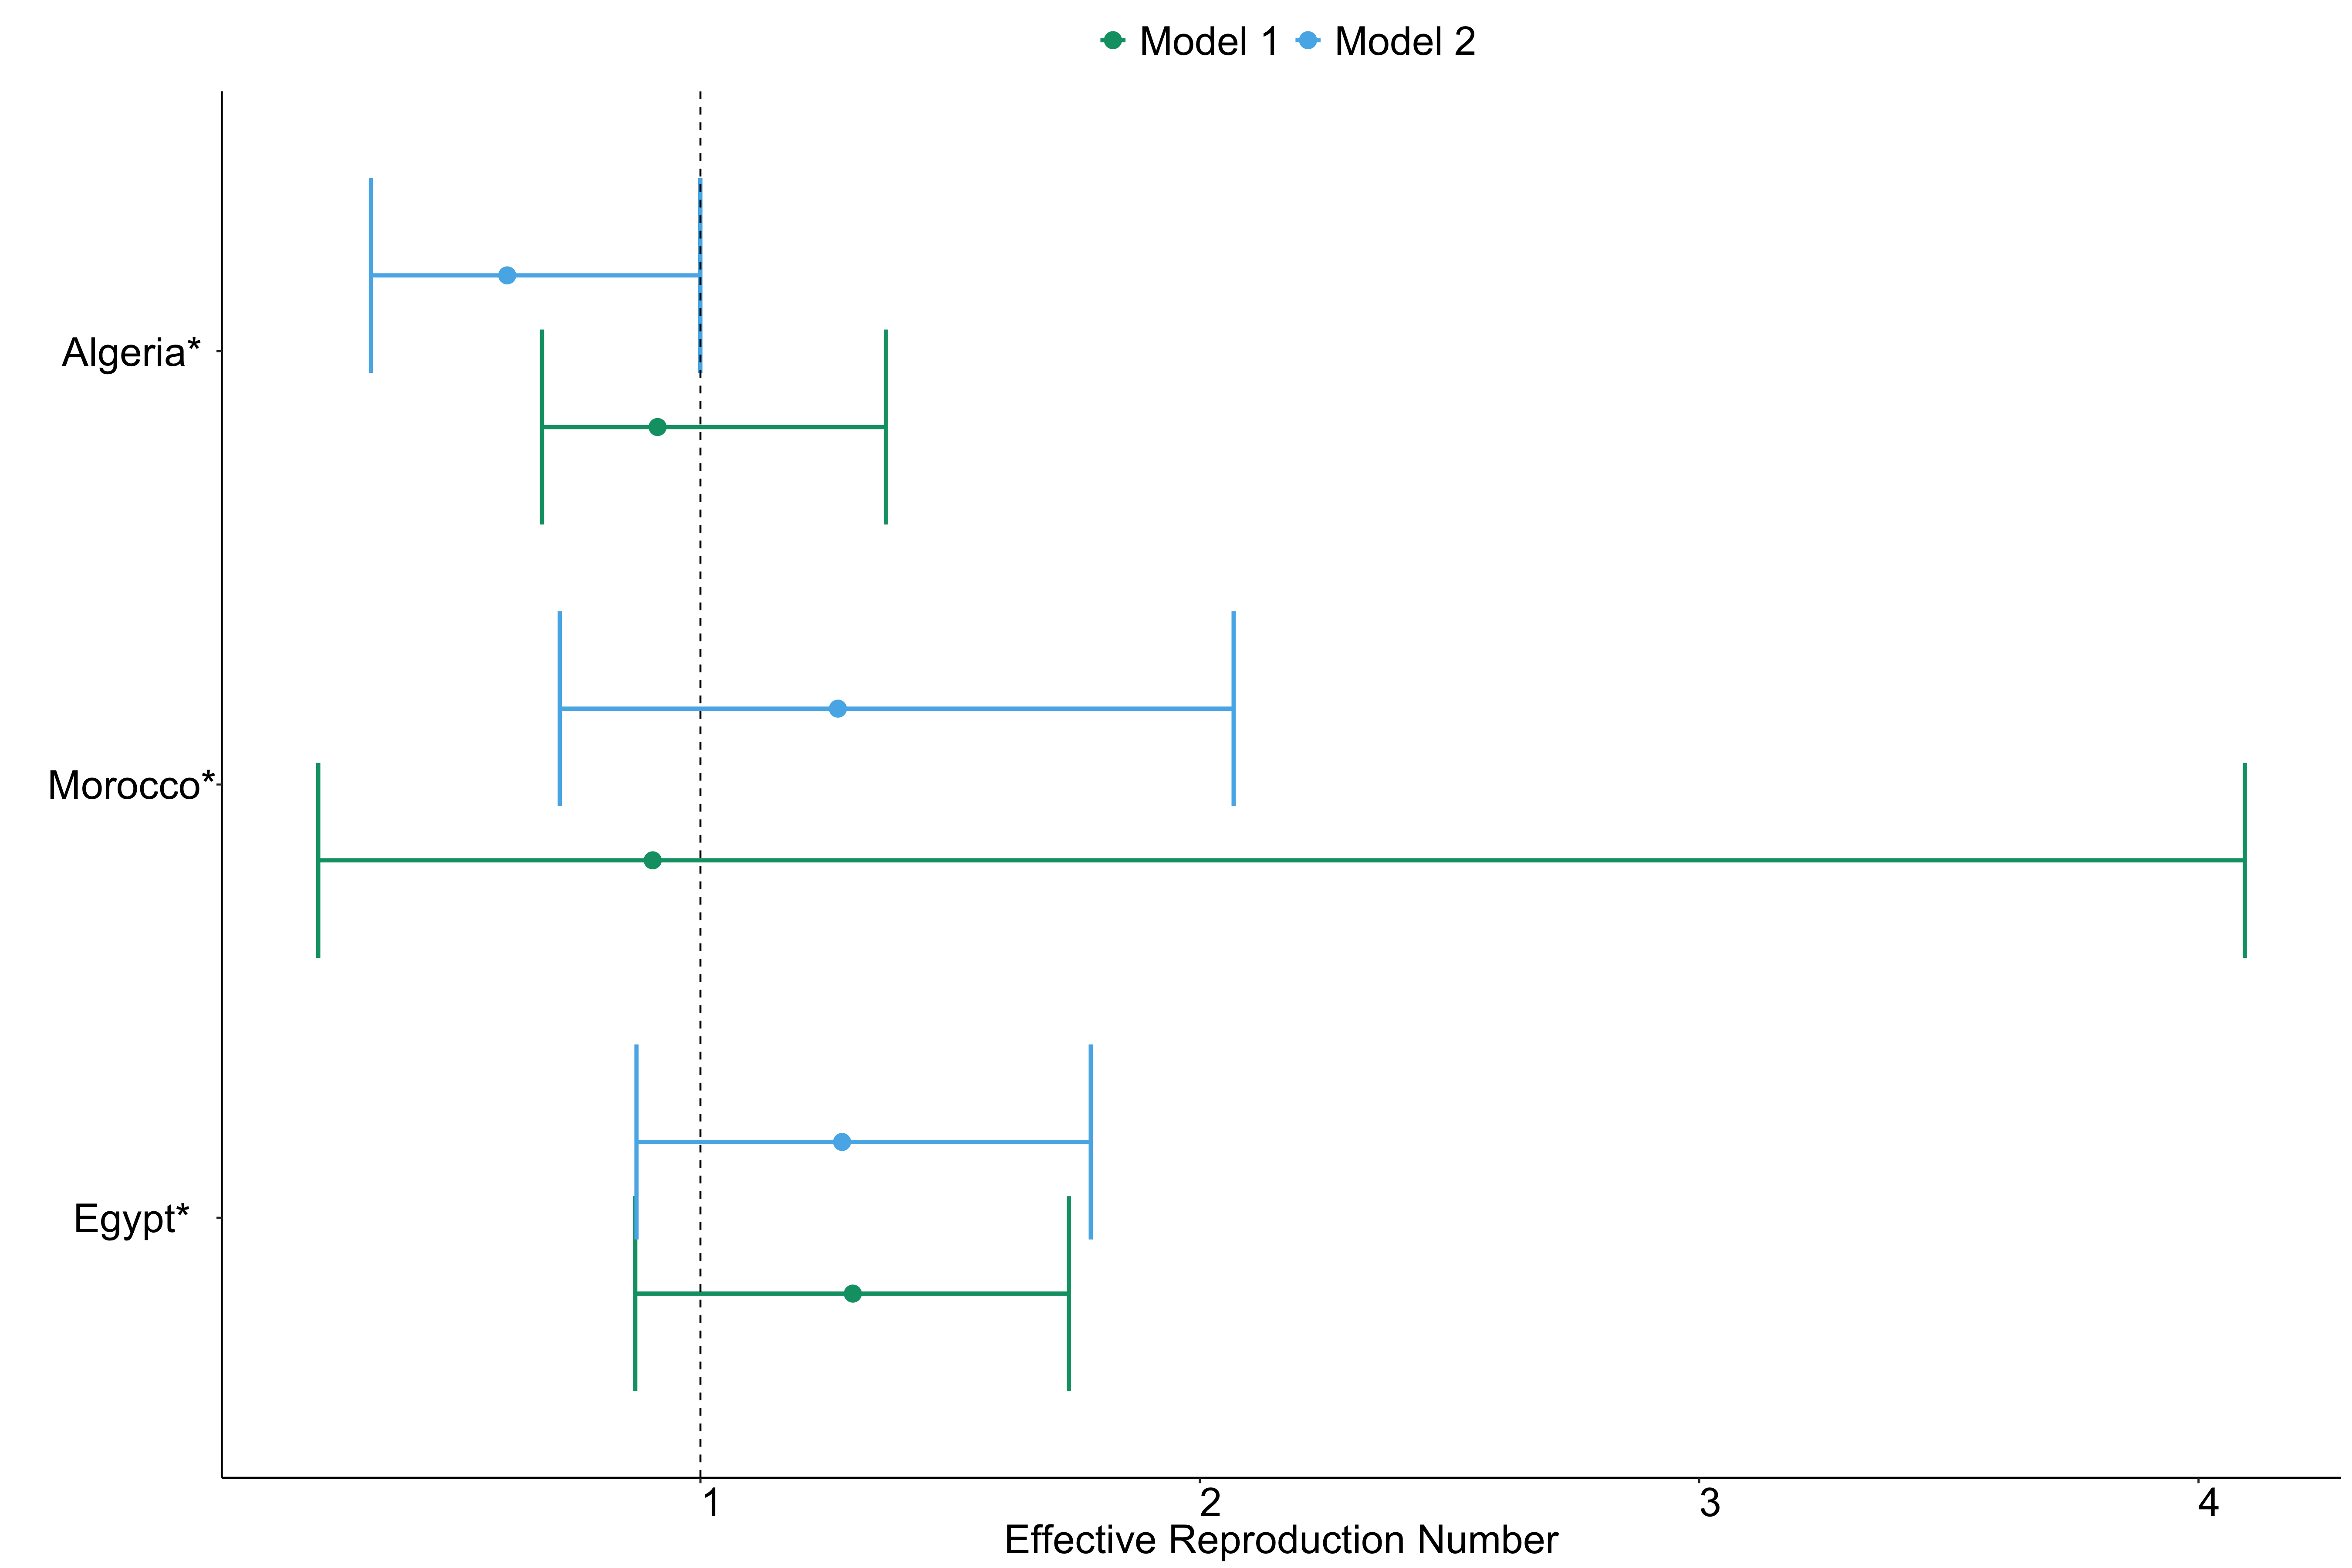 Model 1 Model 2
Algeria*
Morocco*
Egypt*
1 2 3 4
Effective Reproduction Number